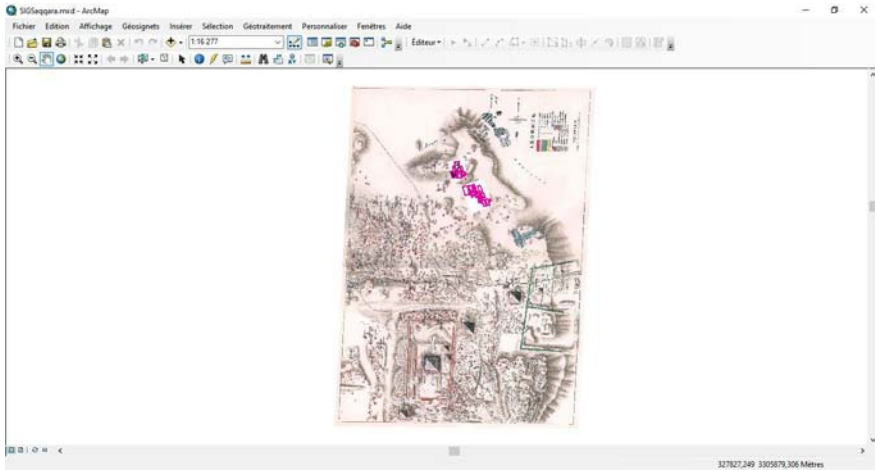 SIGSaqqara.mxd - ArcMap
Fichier Edition Affichage Géosignets Insérer Sélection Géotraitement Personnaliser Fenêtres Aide
1:16 277
Éditeur
327827,249 3305879,306 Mètres